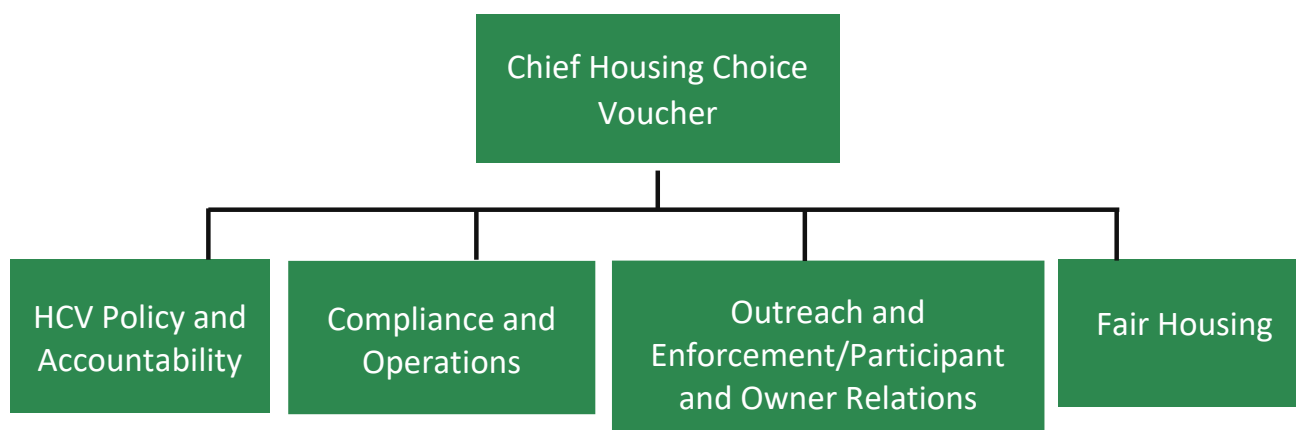 Chief Housing Choice
Voucher
HCV Policy and
Accountability
Compliance and
Operations
Outreach and
Enforcement/Participant
and Owner Relations
Fair Housing